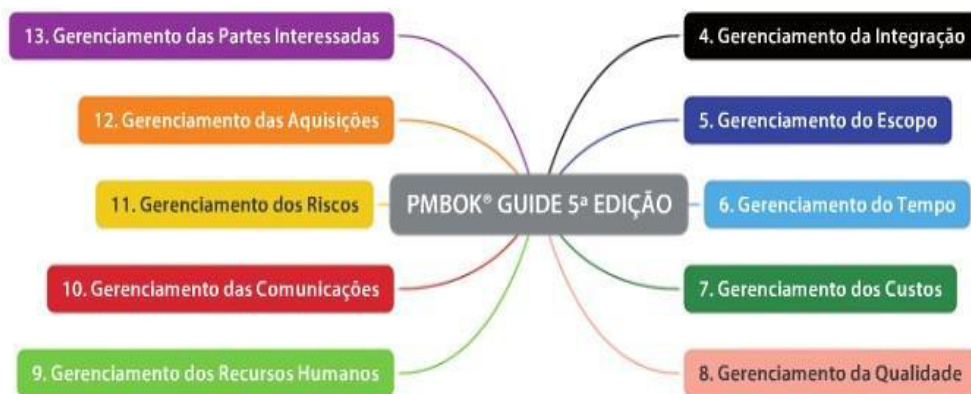 13. Gerenciamento das Partes Interessadas
4. Gerenciamento da Integração
12. Gerenciamento das Aquisições
5. Gerenciamento do Escopo
11. Gerenciamento dos Riscos
PMBOK® GUIDE 5ª EDIÇÃO
6. Gerenciamento do Tempo
10. Gerenciamento das Comunicações
7. Gerenciamento dos Custos
9. Gerenciamento dos Recursos Humanos
8. Gerenciamento da Qualidade